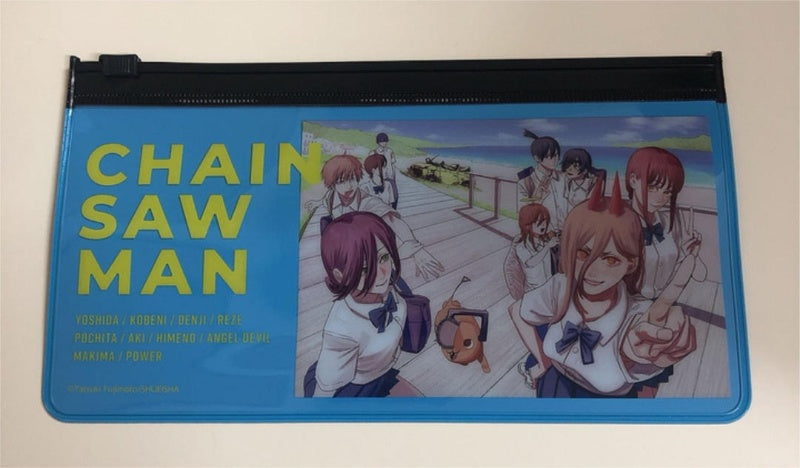 CHAIN
SAW
MAN
YOSHIDA / KOBENI / DENJI / REZE
POCHITA / AKI / HIMENO / ANGEL DEVIL
MAKIMA / POWER
©Tatsuki Fujimoto/SHUEISHA